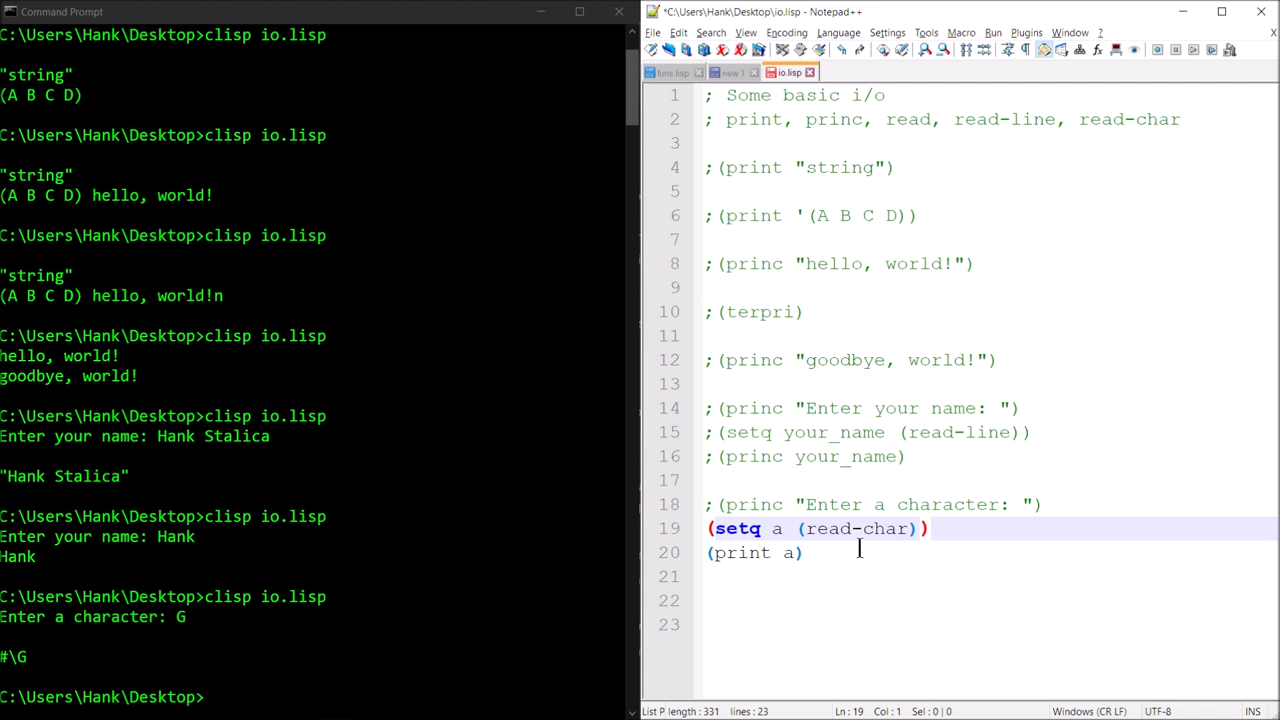 Command Prompt
C:\Users\Hank\Desktop>clisp io.lisp
"string"
(A B C D)
C:\Users\Hank\Desktop>clisp io.lisp
"string"
(A B C D) hello, world!
C:\Users\Hank\Desktop>clisp io.lisp
"string"
(A B C D) hello, world!n
C:\Users\Hank\Desktop>clisp io.lisp
hello, world!
goodbye, world!
C:\Users\Hank\Desktop>clisp io.lisp
Enter your name: Hank Stalica
"Hank Stalica"
C:\Users\Hank\Desktop>clisp io.lisp
Enter your name: Hank
Hank
C:\Users\Hank\Desktop>clisp io.lisp
Enter a character: G
#\G
C:\Users\Hank\Desktop>
*C:\Users\Hank\Desktop\io.lisp - Notepad++
File Edit Search View Encoding Language Settings Tools Macro Run Plugins Window ? X
funs.lisp new 1 io.lisp
1 ; Some basic i/o
2 ; print, princ, read, read-line, read-char
3
4 ;(print "string")
5
6 ;(print '(A B C D))
7
8 ;(princ "hello, world!")
9
10 ;(terpri)
11
12 ;(princ "goodbye, world!")
13
14 ;(princ "Enter your name: ")
15 ;(setq your_name (read-line))
16 ;(princ your_name)
17
18 ;(princ "Enter a character: ")
19 (setq a (read-char))
20 (print a)
21
22
23
List P length : 331 lines : 23 Ln : 19 Col : 1 Sel : 0 | 0 Windows (CR LF) UTF-8 INS